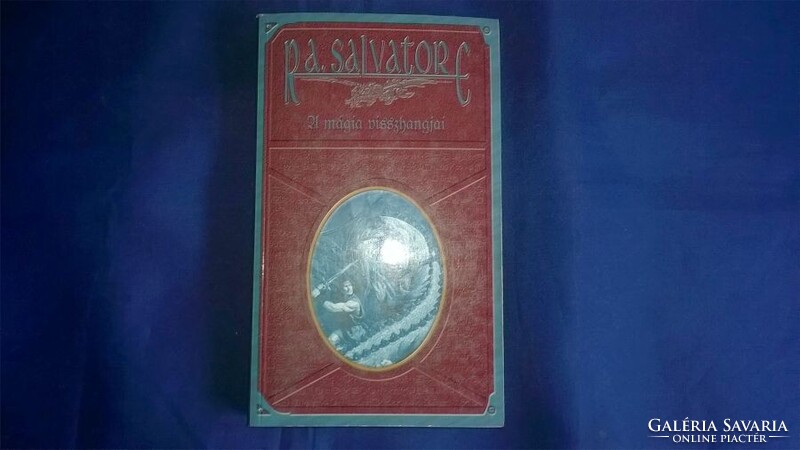 R.A. SALVATORE
A mágia visszhangjai
GALÉRIA SAVARIA
ONLINE PIACTÉR